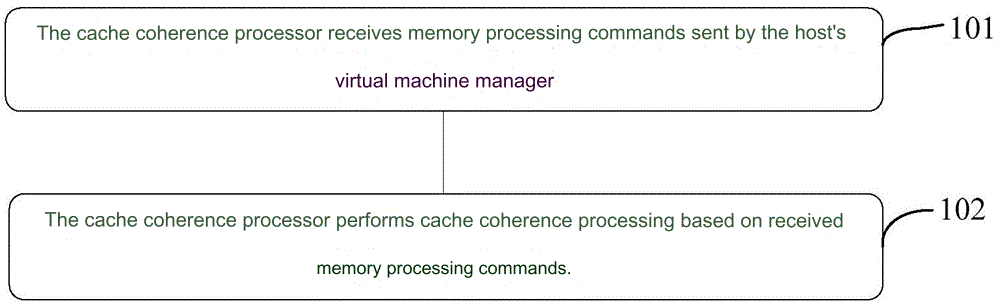 The cache coherence processor receives memory processing commands sent by the host's
virtual machine manager
101
The cache coherence processor performs cache coherence processing based on received
memory processing commands.
102